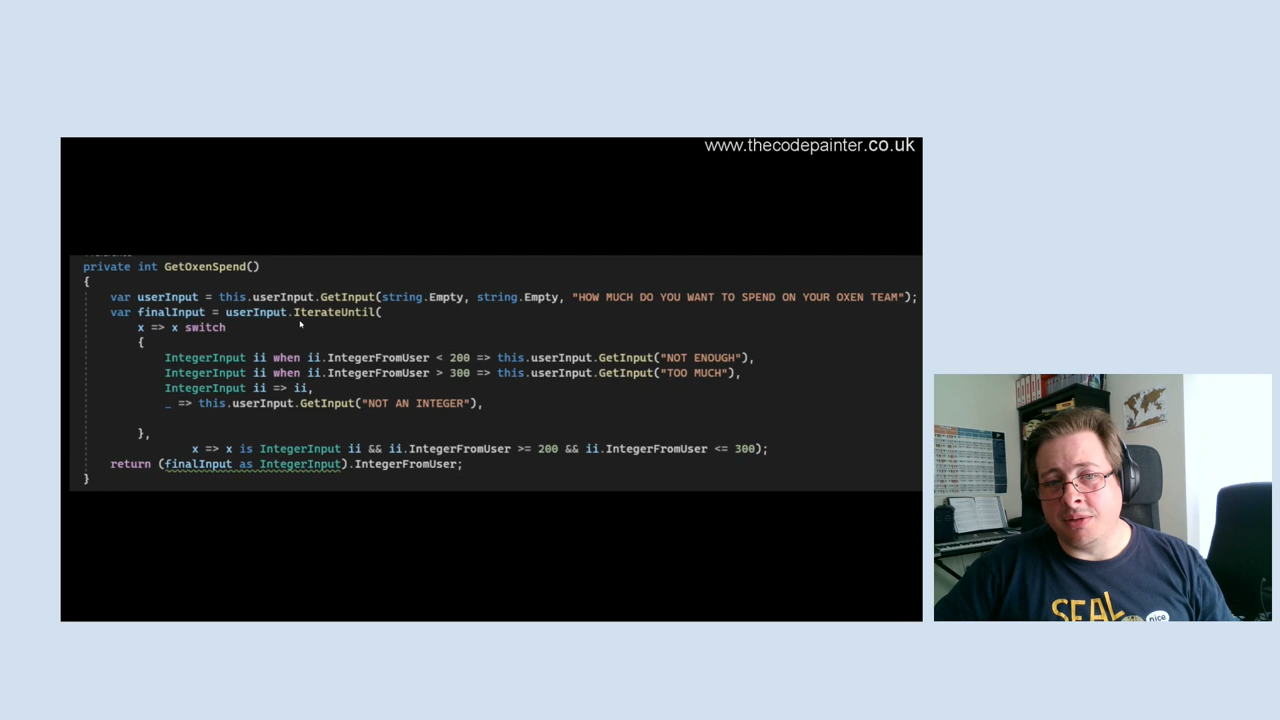 www.thecodepainter.co.uk
private int GetOxenSpend()
{
var userInput = this.userInput.GetInput(string.Empty, string.Empty, "HOW MUCH DO YOU WANT TO SPEND ON YOUR OXEN TEAM");
var finalInput = userInput.IterateUntil(
x => x switch
{
IntegerInput ii when ii.IntegerFromUser < 200 => this.userInput.GetInput("NOT ENOUGH"),
IntegerInput ii when ii.IntegerFromUser > 300 => this.userInput.GetInput("TOO MUCH"),
IntegerInput ii => ii,
_ => this.userInput.GetInput("NOT AN INTEGER"),
},
x => x is IntegerInput ii && ii.IntegerFromUser >= 200 && ii.IntegerFromUser <= 300);
return (finalInput as IntegerInput).IntegerFromUser;
}
SEAL
nice